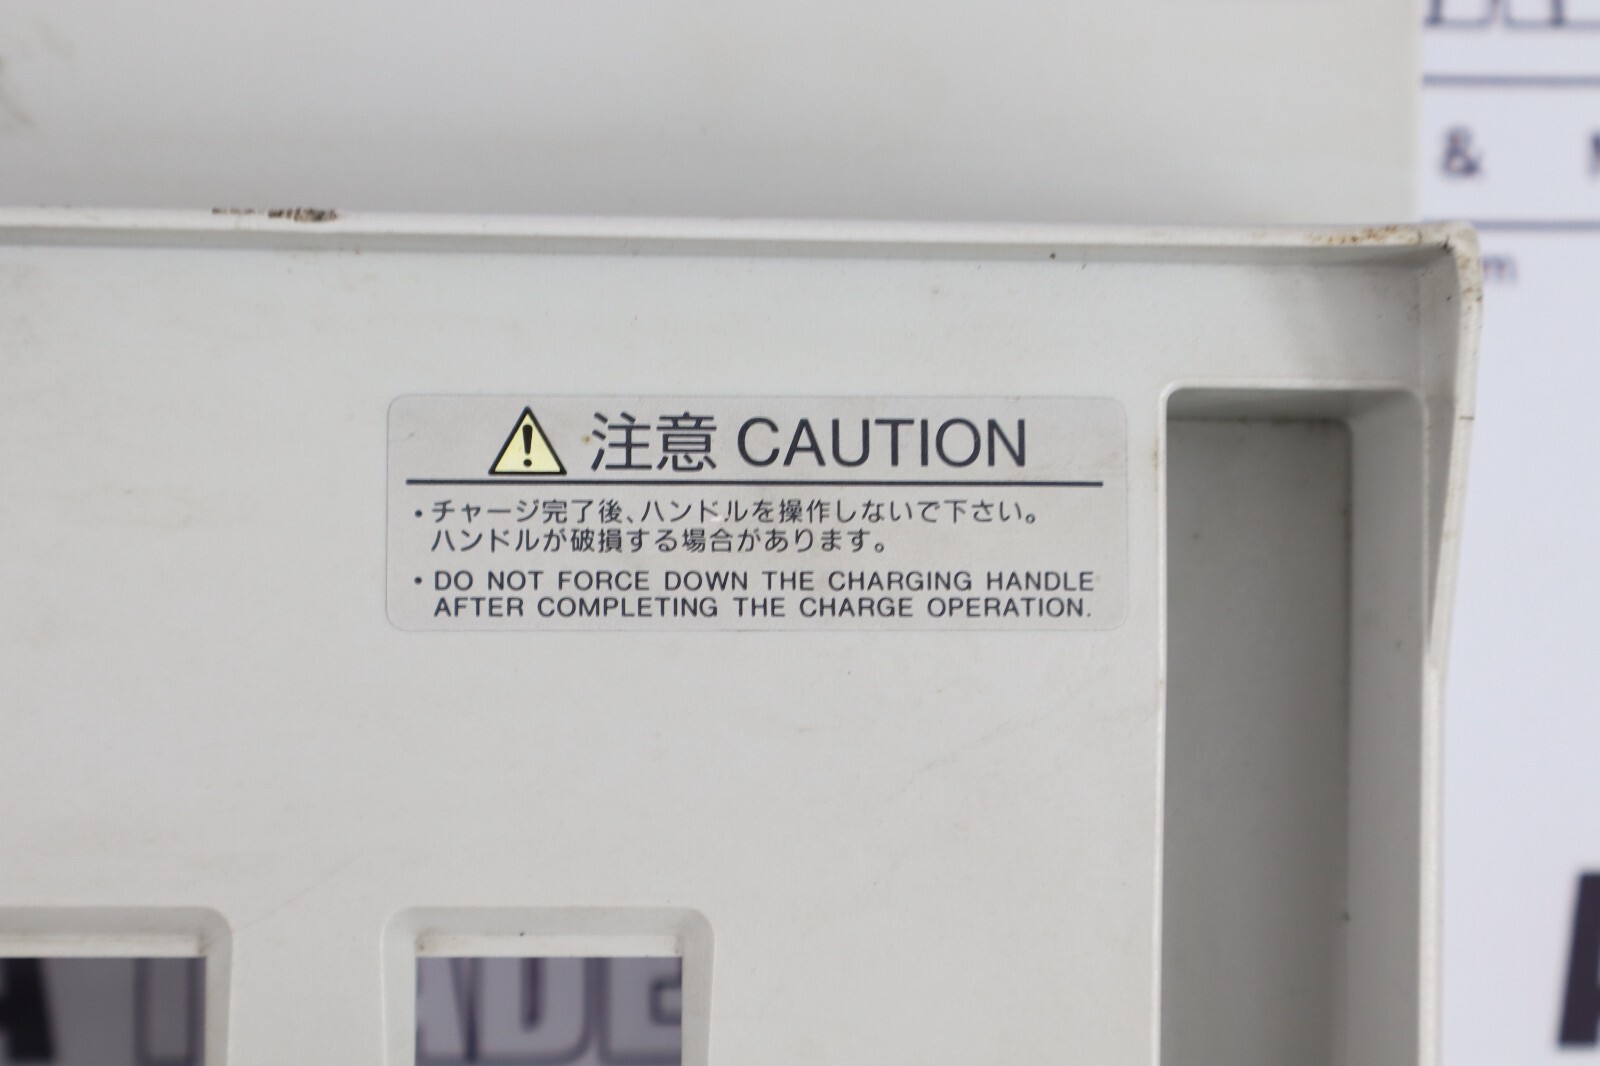 &
m
注意 CAUTION
・チャージ完了後、ハンドルを操作しないで下さい。
ハンドルが破損する場合があります。
・DO NOT FORCE DOWN THE CHARGING HANDLE
AFTER COMPLETING THE CHARGE OPERATION.